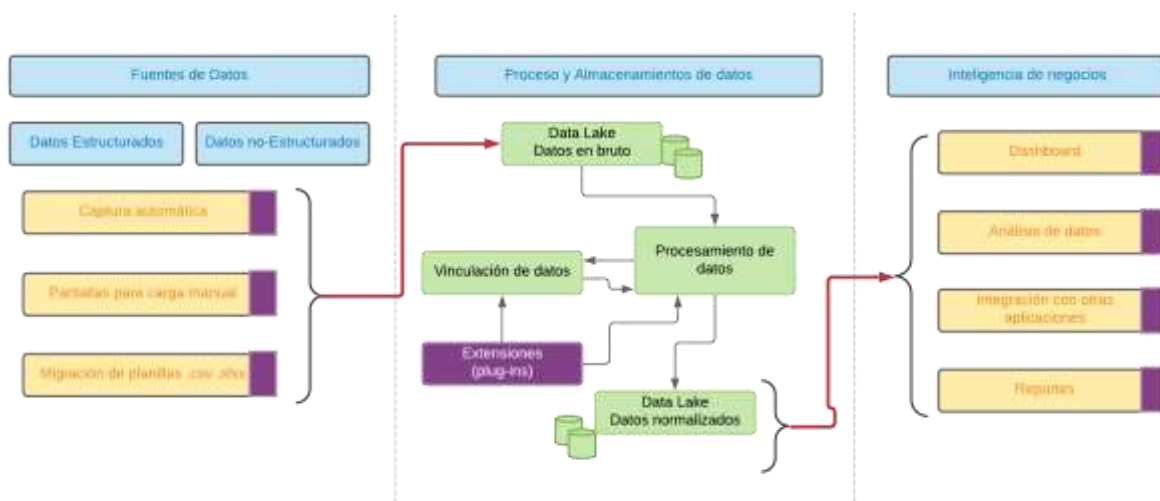 Fuentes de Datos
Proceso y Almacenamientos de datos
Inteligencia de negocios
Datos Estructurados
Datos no-Estructurados
Captura automática
Pantallas para carga manual
Migración de planillas .csv .xlsx
Data Lake
Datos en bruto
Procesamiento de
datos
Vinculación de datos
Extensiones
(plug-ins)
Data Lake
Datos normalizados
Dashboard
Análisis de datos
Integración con otras
aplicaciones
Reportes